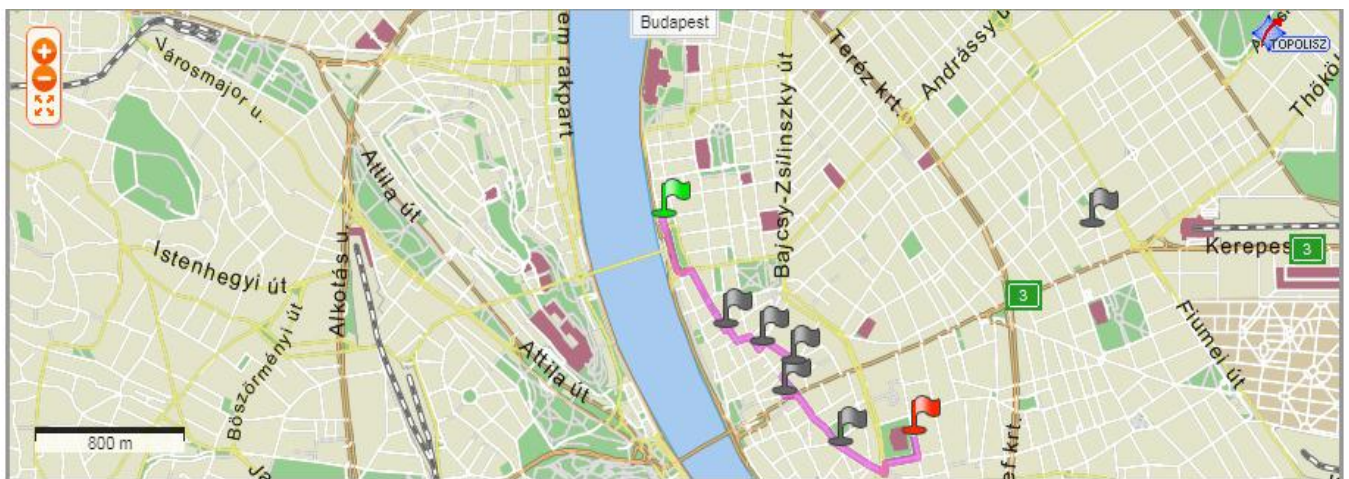 Budapest
em rakpart
Városmajor u.
Teréz krt.
Andrássy ú
TOPOLISZ
Thököl
Bajcsy-Zsilinszky út
Attila út
Istenhegyi út
Alkotás u.
Kerepes
3
3
Böszörményi út
Attila út
Fiumei út
800 m
ef krt.